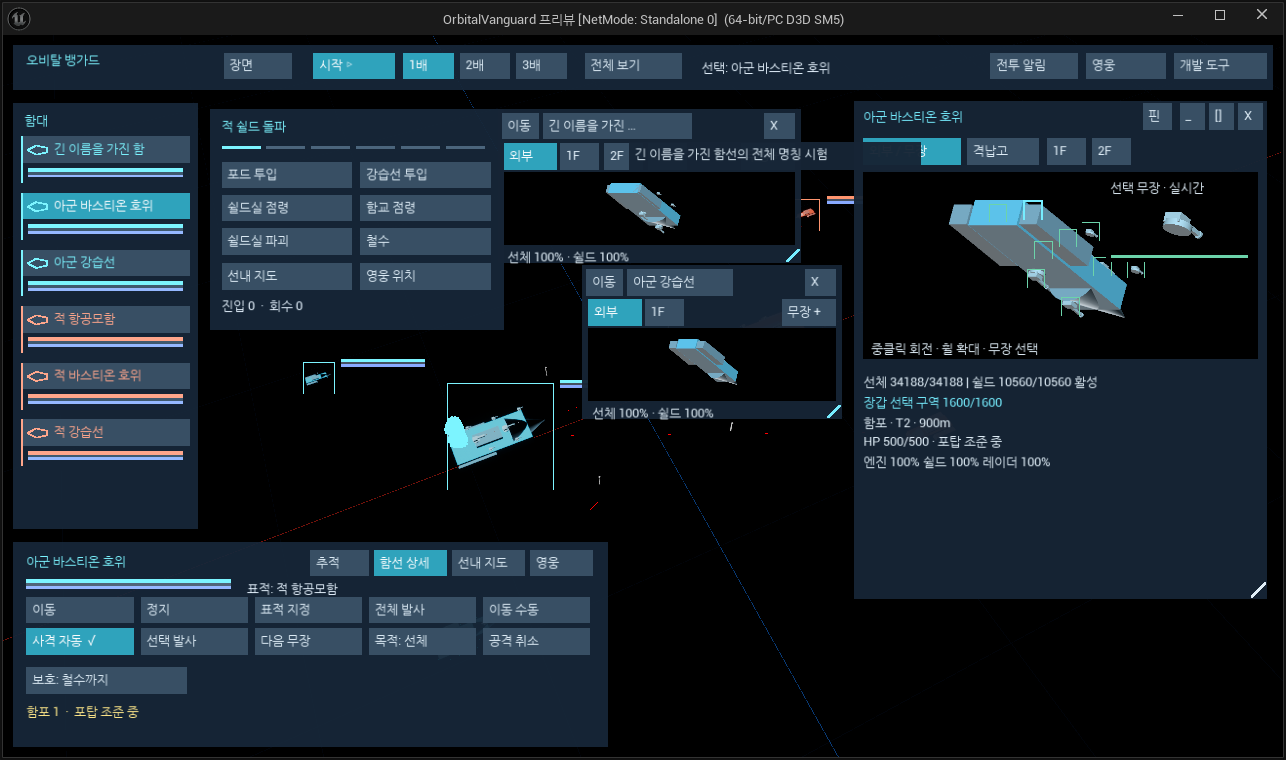 OrbitalVanguard 프리뷰 [NetMode: Standalone 0] (64-bit/PC D3D SM5)
오비탈 뱅가드
장면
시작 ▷
1배
2배
3배
전체 보기
선택: 아군 바스티온 호위
전투 알림
영웅
개발 도구
함대
긴 이름을 가진 함
아군 바스티온 호위
아군 강습선
적 항공모함
적 바스티온 호위
적 강습선
적 쉴드 돌파
포드 투입
강습선 투입
쉴드실 점령
함교 점령
쉴드실 파괴
철수
선내 지도
영웅 위치
진입 0 · 회수 0
이동
긴 이름을 가진 ...
X
외부
1F
2F
긴 이름을 가진 함선의 전체 명칭 시험
선체 100% · 쉴드 100%
이동
아군 강습선
X
외부
1F
무장 +
선체 100% · 쉴드 100%
아군 바스티온 호위
핀
_
[]
X
격납고
1F
2F
선택 무장 · 실시간
중클릭 회전 · 휠 확대 · 무장 선택
선체 34188/34188 | 쉴드 10560/10560 활성
장갑 선택 구역 1600/1600
함포 · T2 · 900m
HP 500/500 · 포탑 조준 중
엔진 100% 쉴드 100% 레이더 100%
아군 바스티온 호위
추적
함선 상세
선내 지도
영웅
표적: 적 항공모함
이동
정지
표적 지정
전체 발사
이동 수동
사격 자동 √
선택 발사
다음 무장
목적: 선체
공격 취소
보호: 철수까지
함포 1 · 포탑 조준 중